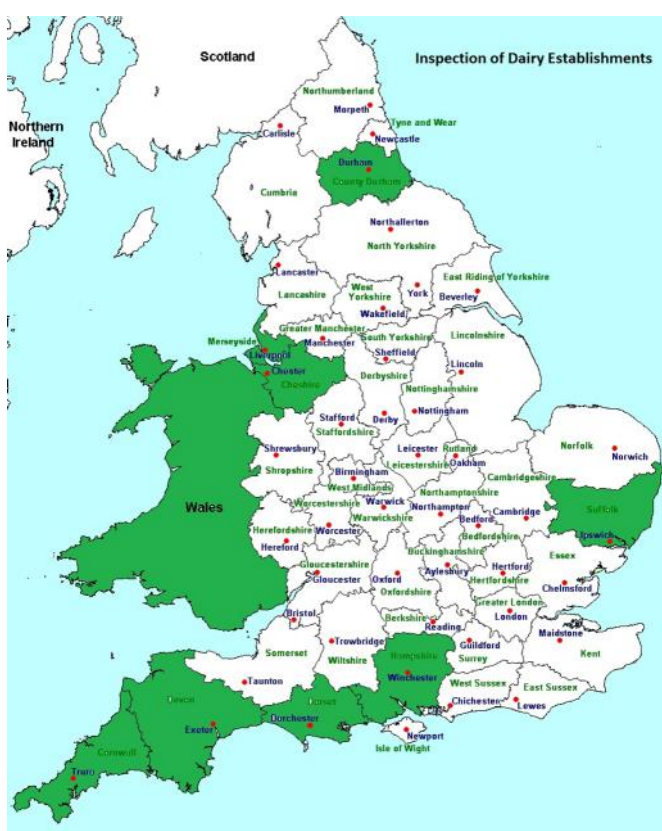 Scotland
Inspection of Dairy Establishments
Northumberland
Morpeth
Northern
Ireland
Tyne and Wear
Carlisle
Newcastle
Durham
County Durham
Cumbria
Northallerton
North Yorkshire
Lancaster
East Riding of Yorkshire
West
Yorkshire
York
Beverley
Lancashire
Wakefield
Greater Manchester
Merseyside
Manchester
South Yorkshire
Lincolnshire
Liverpool
Sheffield
Chester
Cheshire
Derbyshire
Lincoln
Nottinghamshire
Stafford
Derby
Nottingham
Staffordshire
Norfolk
Norwich
Shrewsbury
Leicester
Rutland
Shropshire
Leicestershire
Oakham
Birmingham
Cambridgeshire
West Midlands
Northamptonshire
Wales
Worcestershire
Warwick
Northampton
Cambridge
Suffolk
Warwickshire
Herefordshire
Worcester
Bedford
Bedfordshire
Ipswich
Hereford
Buckinghamshire
Essex
Gloucestershire
Gloucester
Oxford
Aylesbury
Hertford
Hertfordshire
Chelmsford
Oxfordshire
Greater London
Bristol
Berkshire
London
Reading
Trowbridge
Maidstone
Somerset
Wiltshire
Hampshire
Guildford
Surrey
Kent
Taunton
Winchester
West Sussex
East Sussex
Devon
Dorset
Chichester
Lewes
Exeter
Dorchester
Newport
Isle of Wight
Cornwall
Truro